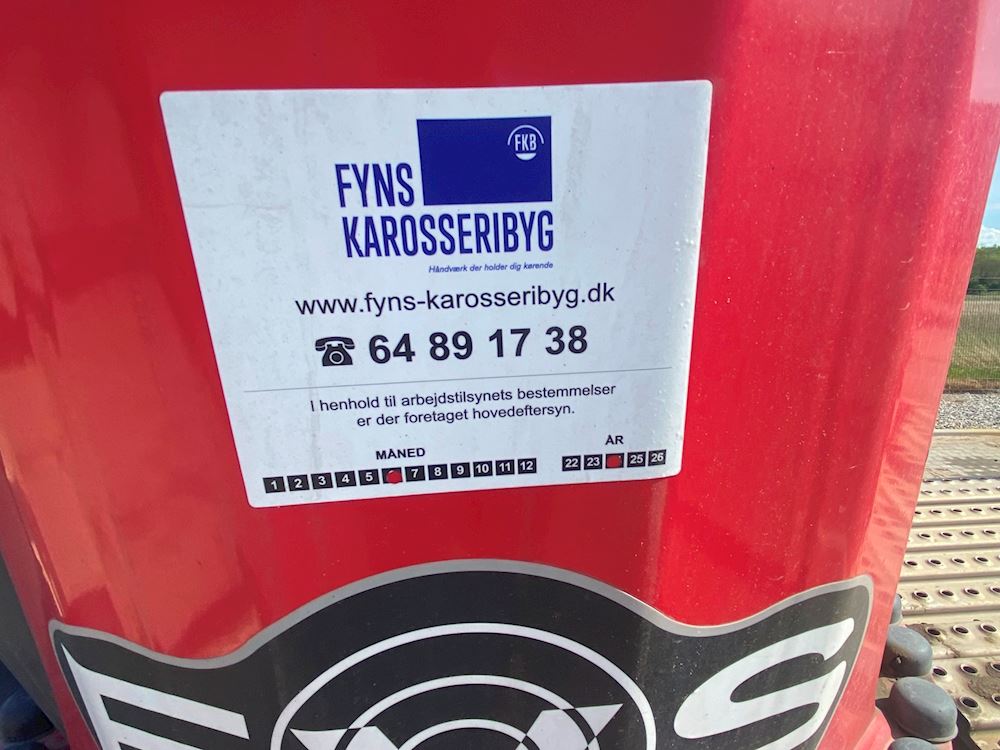 FKB
FYNS
KAROSSERIBYG
Håndværk der holder dig kørende
www.fyns-karosseribyg.dk
☎ 64 89 17 38
I henhold til arbejdstilsynets bestemmelser
er der foretaget hovedeftersyn.
MÅNED
1 2 3 4 5 7 8 9 10 11 12
ÅR
22 23 25 26